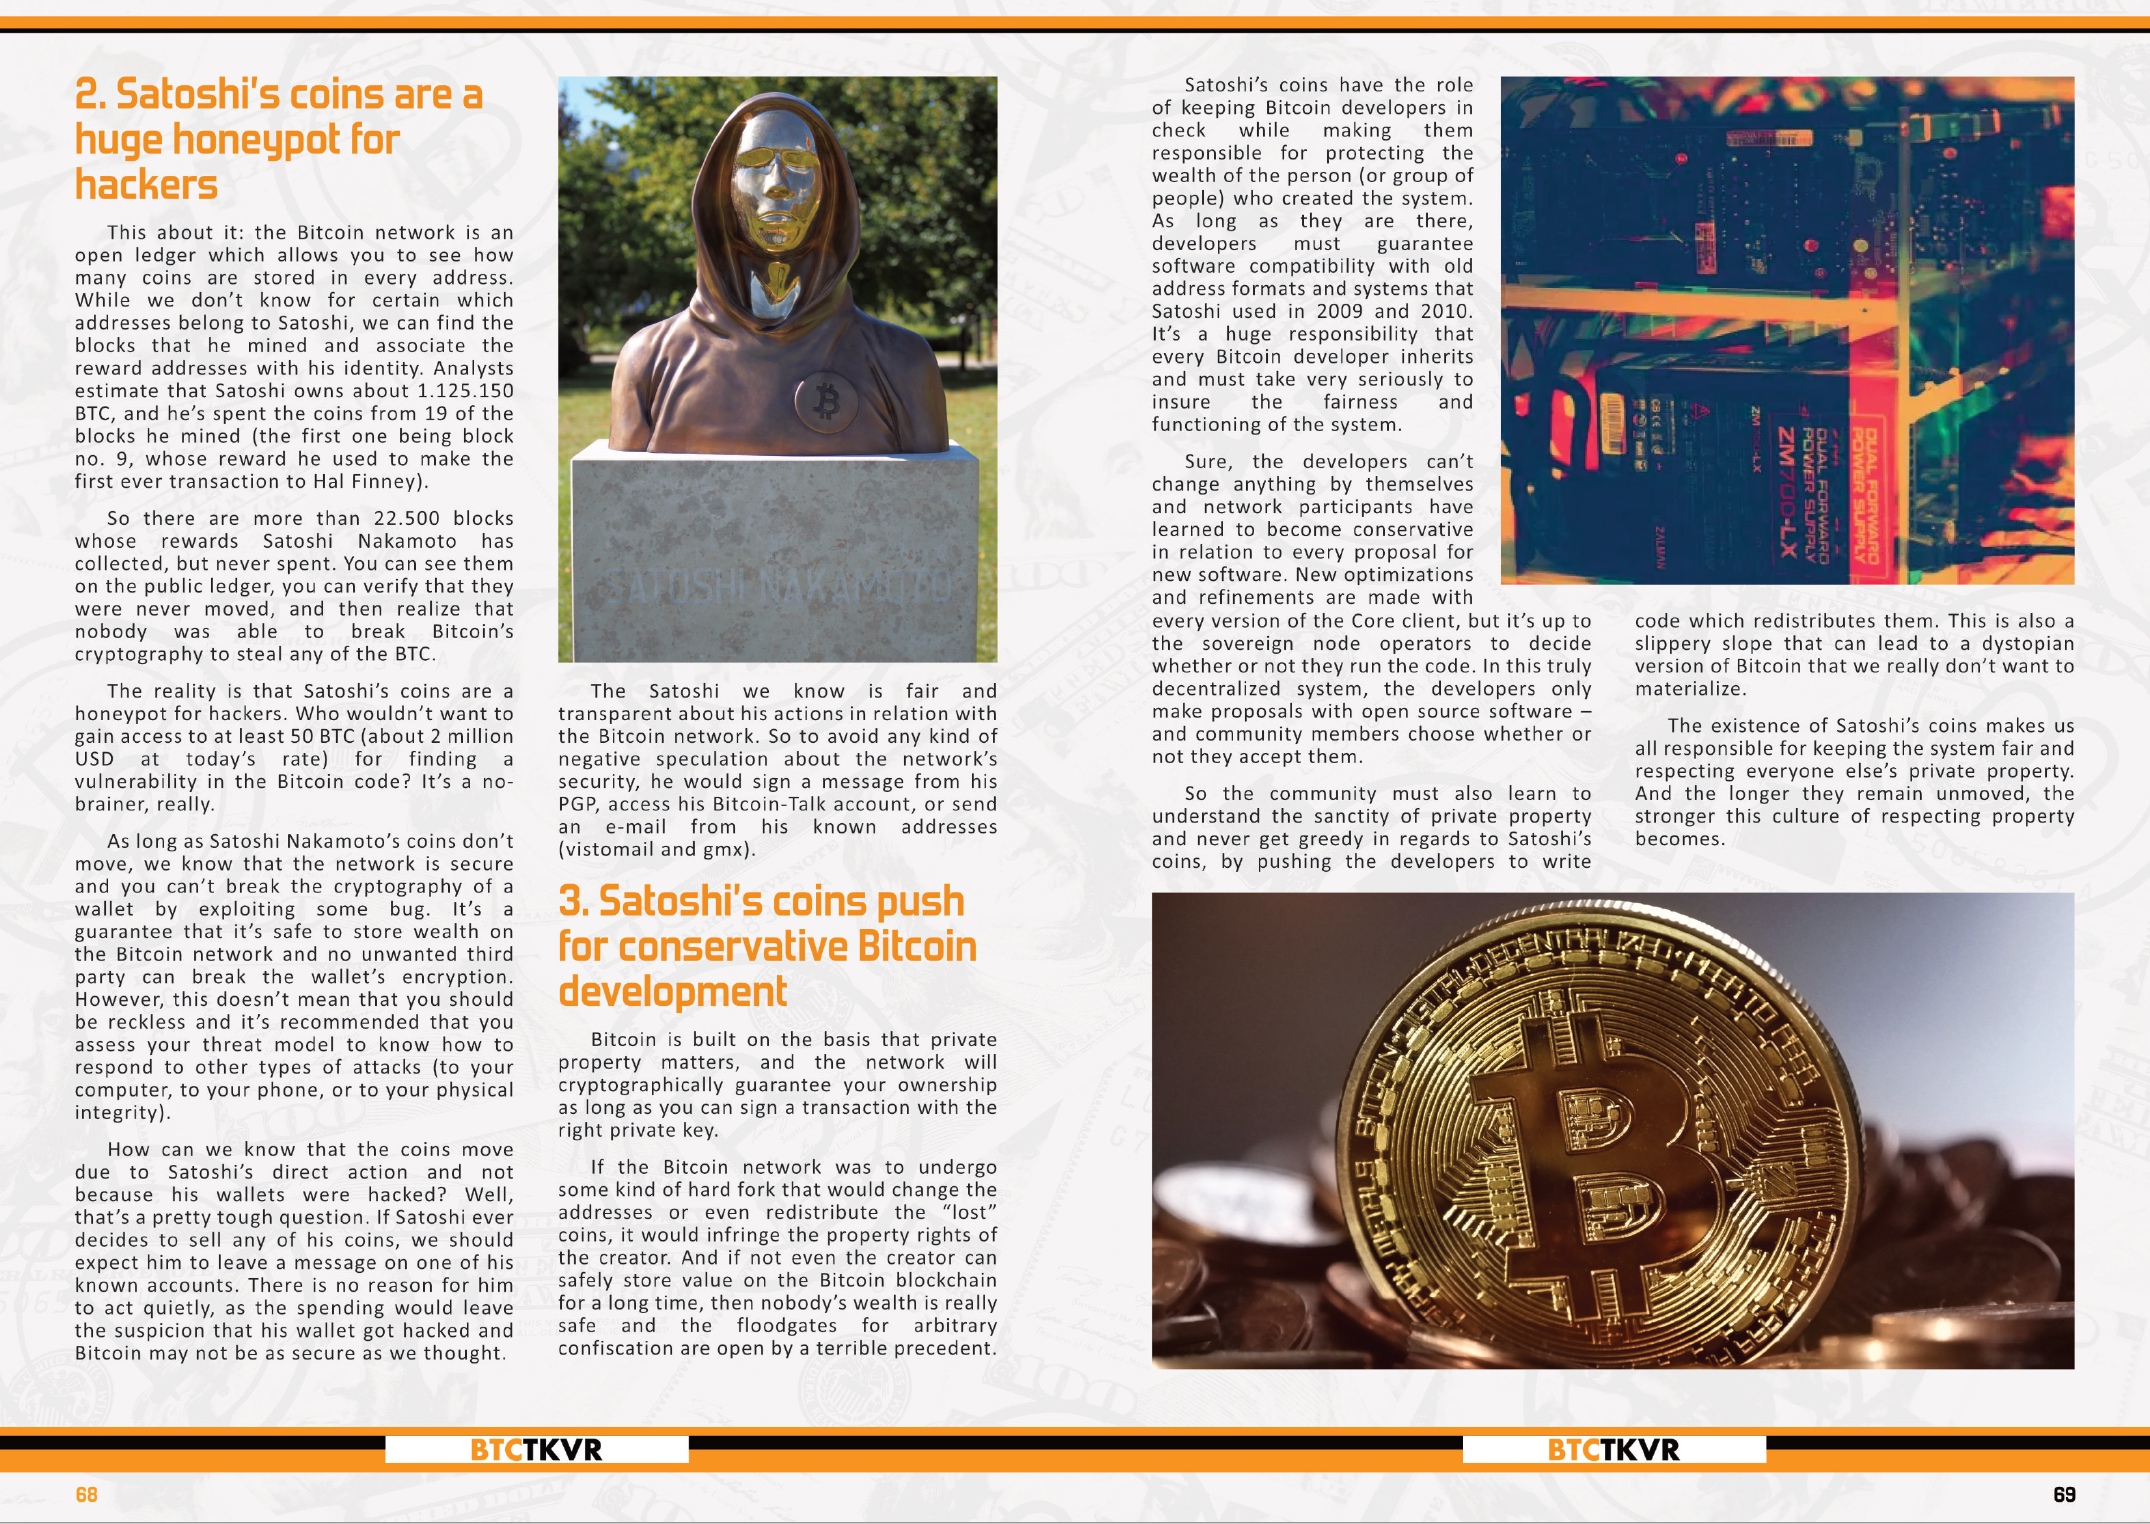 2. Satoshi's coins are a
huge honeypot for
hackers
This about it: the Bitcoin network is an
open ledger which allows you to see how
many coins are stored in every address.
While we don't know for certain which
addresses belong to Satoshi, we can find the
blocks that he mined and associate the
reward addresses with his identity. Analysts
estimate that Satoshi owns about 1.125.150
BTC, and he's spent the coins from 19 of the
blocks he mined (the first one being block
no. 9, whose reward he used to make the
first ever transaction to Hal Finney).
So there are more than 22.500 blocks
whose rewards Satoshi Nakamoto has
collected, but never spent. You can see them
on the public ledger, you can verify that they
were never moved, and then realize that
nobody was able to break Bitcoin's
cryptography to steal any of the BTC.
The reality is that Satoshi's coins are a
honeypot for hackers. Who wouldn't want to
gain access to at least 50 BTC (about 2 million
USD at today's rate) for finding a
vulnerability in the Bitcoin code? It's a no-
brainer, really.
As long as Satoshi Nakamoto's coins don't
move, we know that the network is secure
and you can't break the cryptography of a
wallet by exploiting some bug. It's a
guarantee that it's safe to store wealth on
the Bitcoin network and no unwanted third
party can break the wallet's encryption.
However, this doesn't mean that you should
be reckless and it's recommended that you
assess your threat model to know how to
respond to other types of attacks (to your
computer, to your phone, or to your physical
integrity).
How can we know that the coins move
due to Satoshi's direct action and not
because his wallets were hacked? Well,
that's a pretty tough question. If Satoshi ever
decides to sell any of his coins, we should
expect him to leave a message on one of his
known accounts. There is no reason for him
to act quietly, as the spending would leave
the suspicion that his wallet got hacked and
Bitcoin may not be as secure as we thought.
SATOSHI NAKAMOTO
The Satoshi we know is fair and
transparent about his actions in relation with
the Bitcoin network. So to avoid any kind of
negative speculation about the network's
security, he would sign a message from his
PGP, access his Bitcoin-Talk account, or send
an e-mail from his known addresses
(vistomail and gmx).
3. Satoshi's coins push
for conservative Bitcoin
development
Bitcoin is built on the basis that private
property matters, and the network will
cryptographically guarantee your ownership
as long as you can sign a transaction with the
right private key.
If the Bitcoin network was to undergo
some kind of hard fork that would change the
addresses or even redistribute the “lost”
coins, it would infringe the property rights of
the creator. And if not even the creator can
safely store value on the Bitcoin blockchain
for a long time, then nobody's wealth is really
safe and the floodgates for arbitrary
confiscation are open by a terrible precedent.
BTCTKVR
68
Satoshi's coins have the role
of keeping Bitcoin developers in
check while making them
responsible for protecting the
wealth of the person (or group of
people) who created the system.
As long as they are there,
developers must guarantee
software compatibility with old
address formats and systems that
Satoshi used in 2009 and 2010.
It's a huge responsibility that
every Bitcoin developer inherits
and must take very seriously to
insure the fairness and
functioning of the system.
Sure, the developers can't
change anything by themselves
and network participants have
learned to become conservative
in relation to every proposal for
new software. New optimizations
and refinements are made with
every version of the Core client, but it's up to
the sovereign node operators to decide
whether or not they run the code. In this truly
decentralized system, the developers only
make proposals with open source software –
and community members choose whether or
not they accept them.
So the community must also learn to
understand the sanctity of private property
and never get greedy in regards to Satoshi's
coins, by pushing the developers to write
DUAL FORWARD
POWER SUPPLY
DUAL FORWARD
POWER SUPPLY
ZM700-LX
ZM700-LX
ZALMAN
code which redistributes them. This is also a
slippery slope that can lead to a dystopian
version of Bitcoin that we really don't want to
materialize.
The existence of Satoshi's coins makes us
all responsible for keeping the system fair and
respecting everyone else's private property.
And the longer they remain unmoved, the
stronger this culture of respecting property
becomes.
BITCOIN·DIGITAL·DECENTRALIZED·PEER TO PEER
BTCTKVR
69